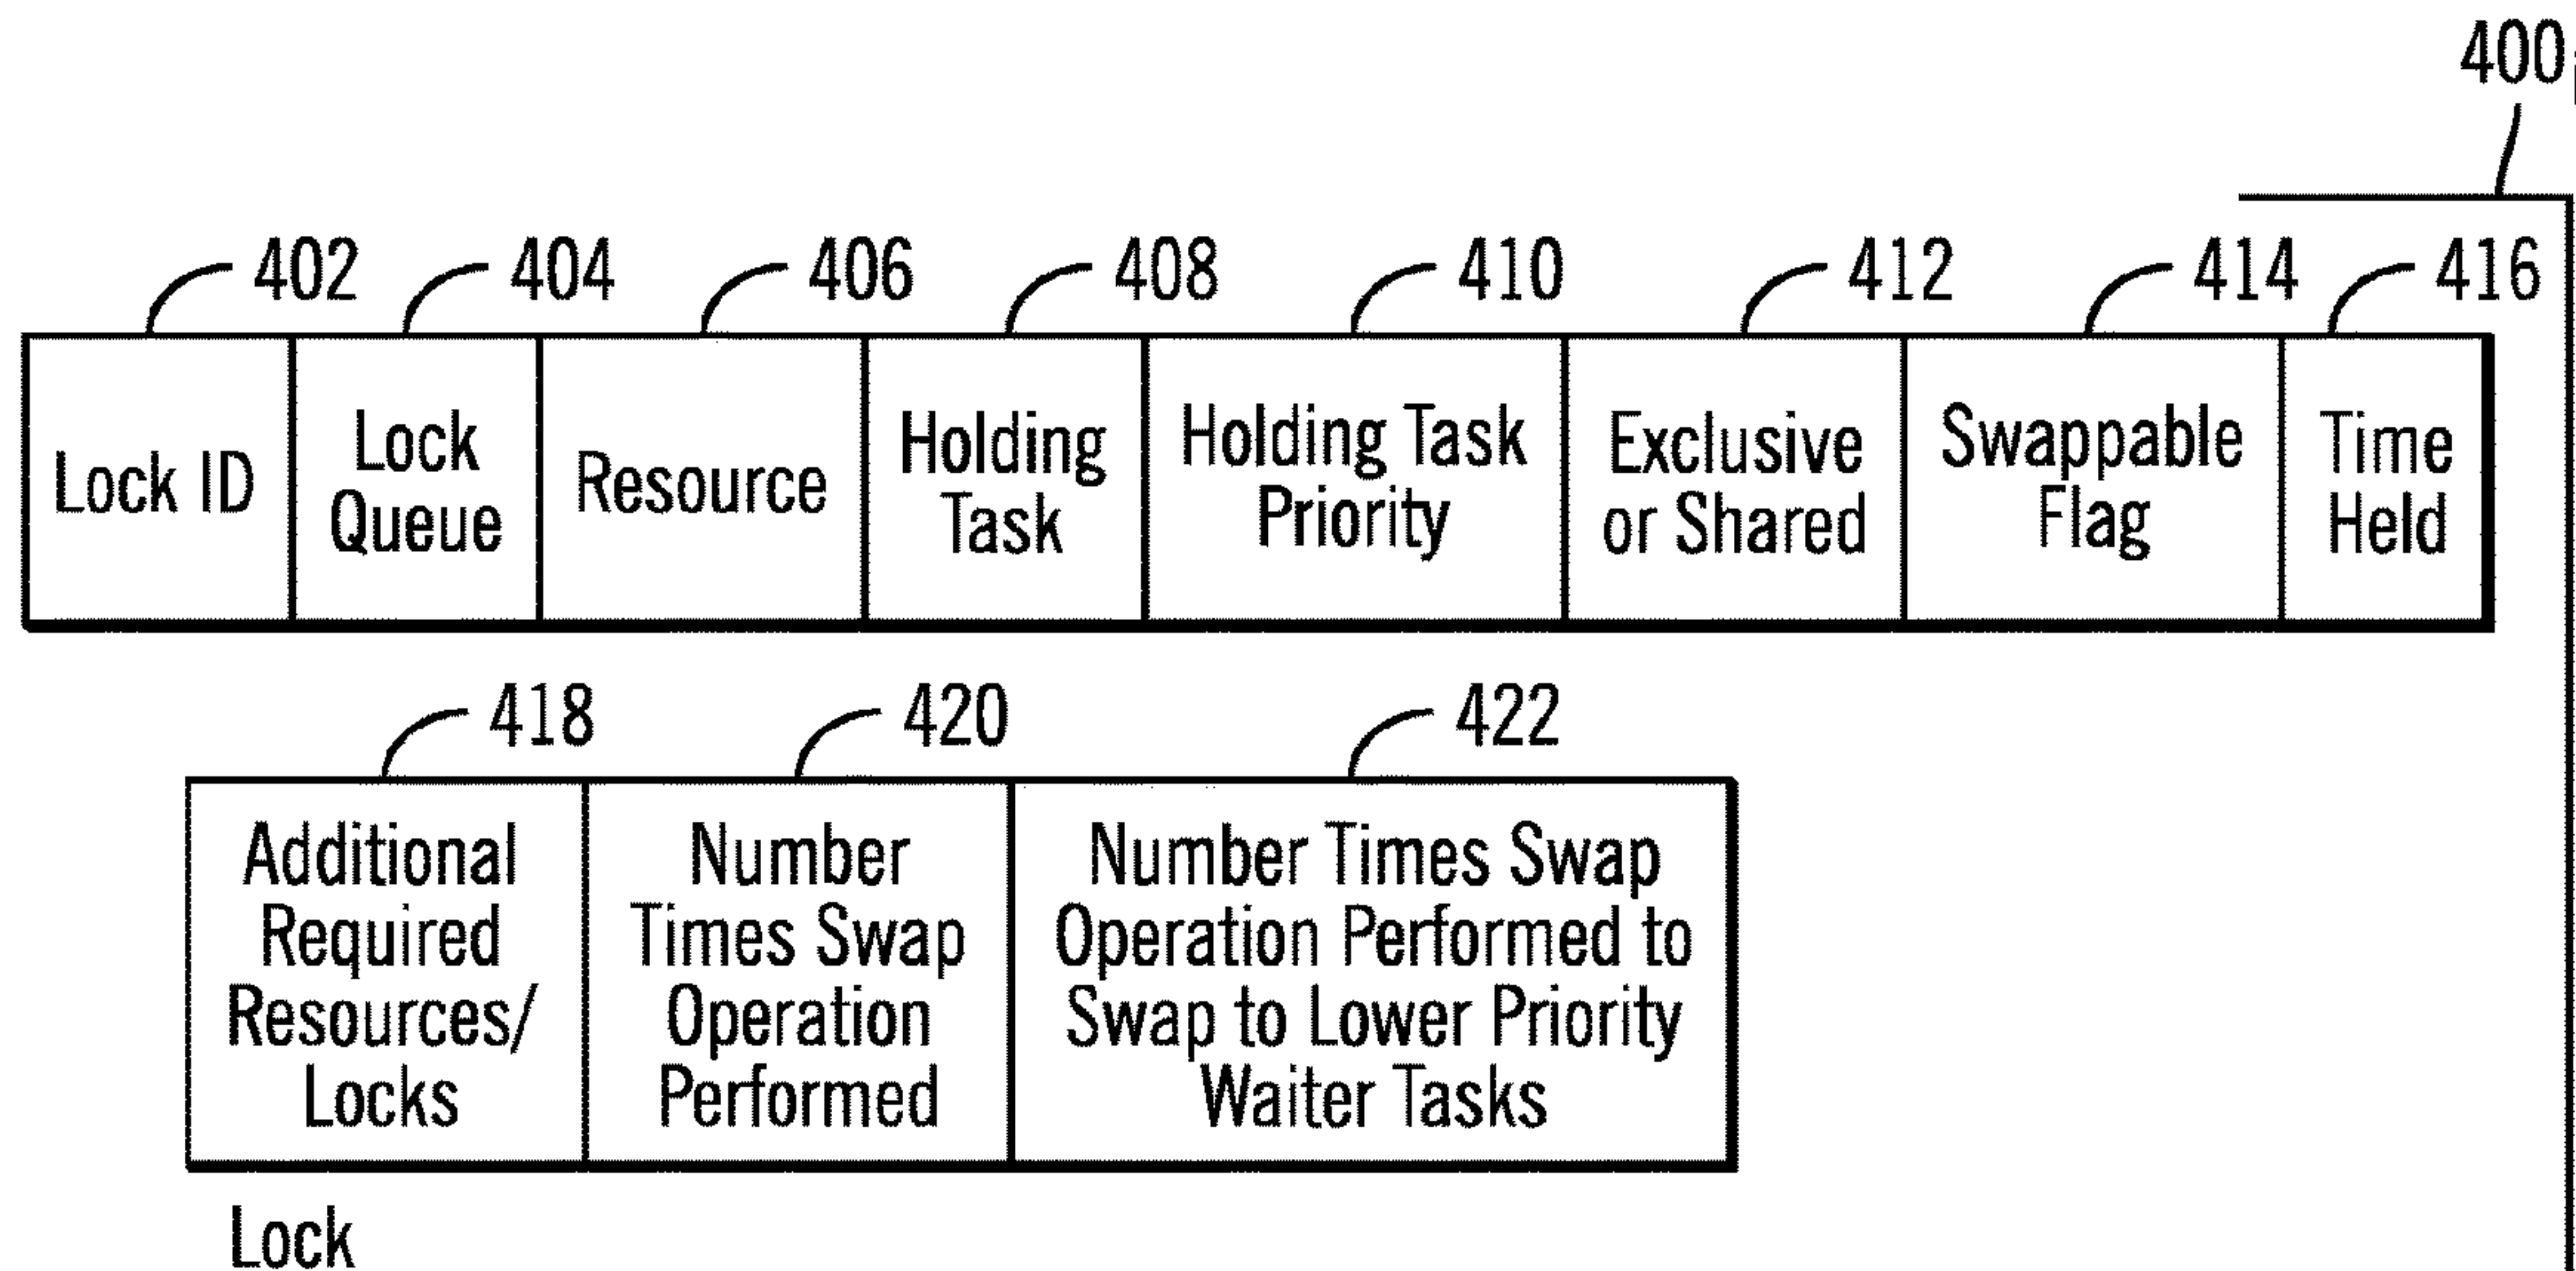 400i
402 404 406 408 410 412 414 416
Lock ID
Lock
Queue
Resource
Holding
Task
Holding Task
Priority
Exclusive
or Shared
Swappable
Flag
Time
Held
418 420 422
Additional
Required
Resources/
Locks
Number
Times Swap
Operation
Performed
Number Times Swap
Operation Performed to
Swap to Lower Priority
Waiter Tasks
Lock